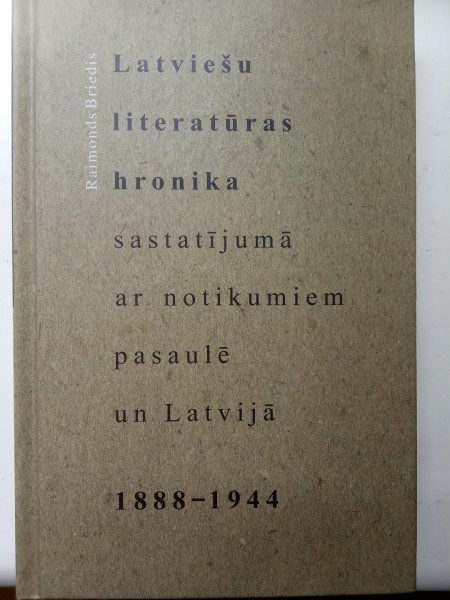 Raimonds Briedis
Latviešu
literatūras
hronika
sastatījumā
ar notikumiem
pasaulē
un Latvijā
1888–1944